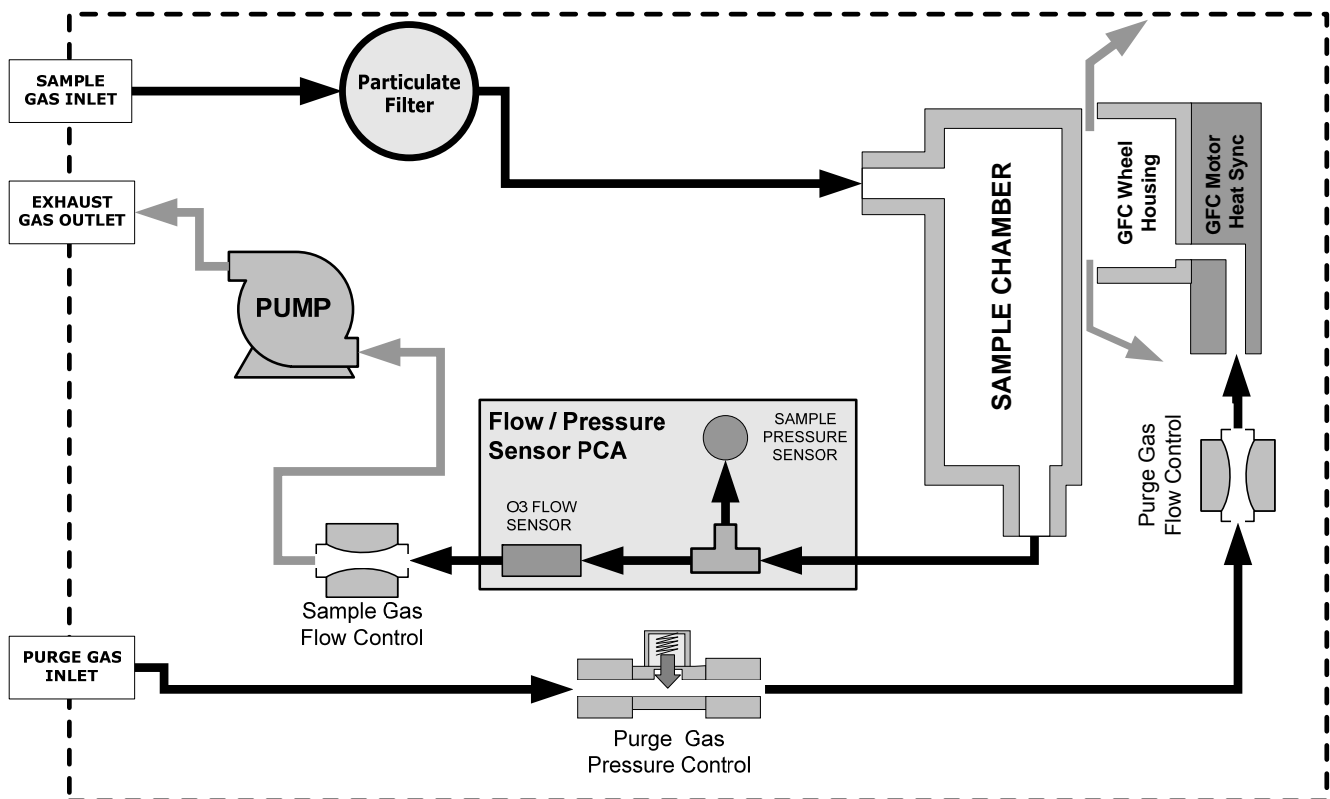 SAMPLE
GAS INLET
Particulate
Filter
EXHAUST
GAS OUTLET
PUMP
SAMPLE CHAMBER
GFC Wheel
Housing
GFC Motor
Heat Sync
Flow / Pressure
Sensor PCA
SAMPLE
PRESSURE
SENSOR
O3 FLOW
SENSOR
Purge Gas
Flow Control
Sample Gas
Flow Control
PURGE GAS
INLET
Purge Gas
Pressure Control